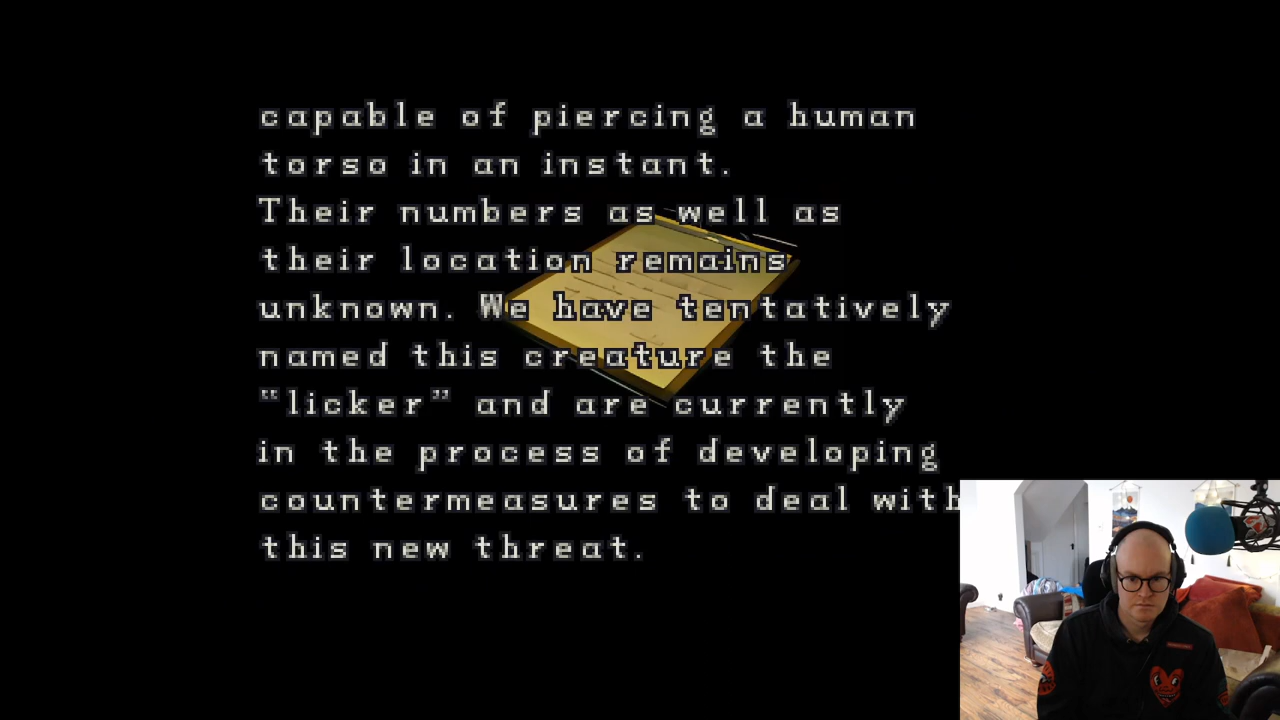 capable of piercing a human
torso in an instant.
Their numbers as well as
their location remains
unknown. We have tentatively
named this creature the
“licker” and are currently
in the process of developing
countermeasures to deal with
this new threat.